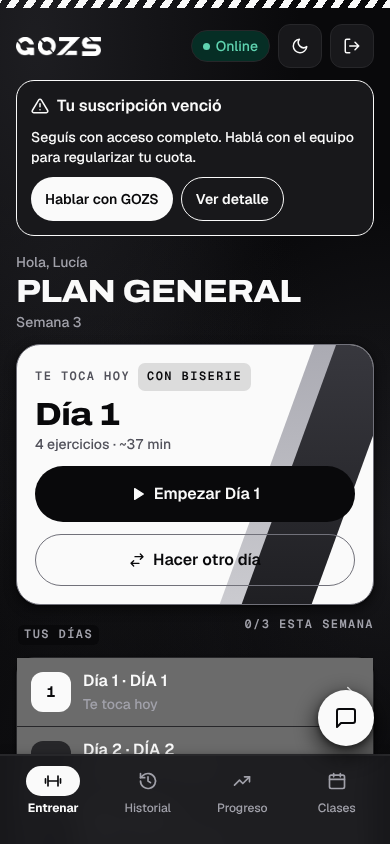 GOZS
Online
Tu suscripción venció
Seguís con acceso completo. Hablá con el equipo
para regularizar tu cuota.
Hablar con GOZS
Ver detalle
Hola, Lucía
PLAN GENERAL
Semana 3
TE TOCA HOY
CON BISERIE
Día 1
4 ejercicios · ~37 min
Empezar Día 1
Hacer otro día
TUS DÍAS
0/3 ESTA SEMANA
1
Día 1 · DÍA 1
Te toca hoy
Día 2 · DÍA 2
Entrenar
Historial
Progreso
Clases